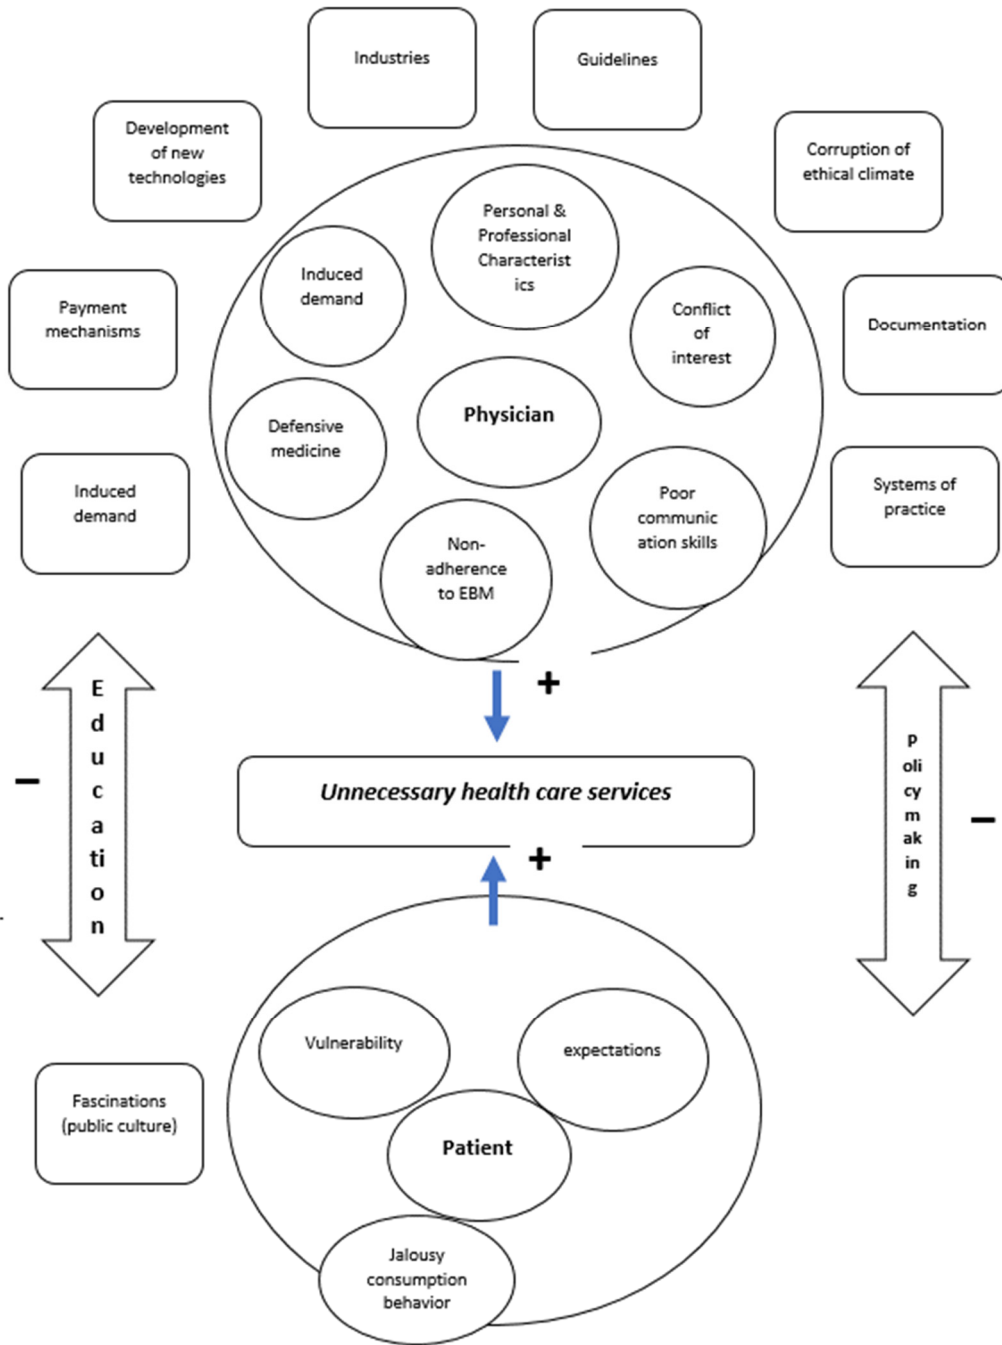 Industries
Guidelines
Development
of new
technologies
Corruption of
ethical climate
Personal &
Professional
Characterist
ics
Induced
demand
Conflict
of
interest
Payment
mechanisms
Documentation
Physician
Defensive
medicine
Induced
demand
Poor
communic
ation skills
Systems of
practice
Non-
adherence
to EBM
+
E
d
u
c
a
ti
o
n
–
P
oli
cy
m
ak
in
g
–
Unnecessary health care services
+
Vulnerability
expectations
Fascinations
(public culture)
Patient
Jalousy
consumption
behavior